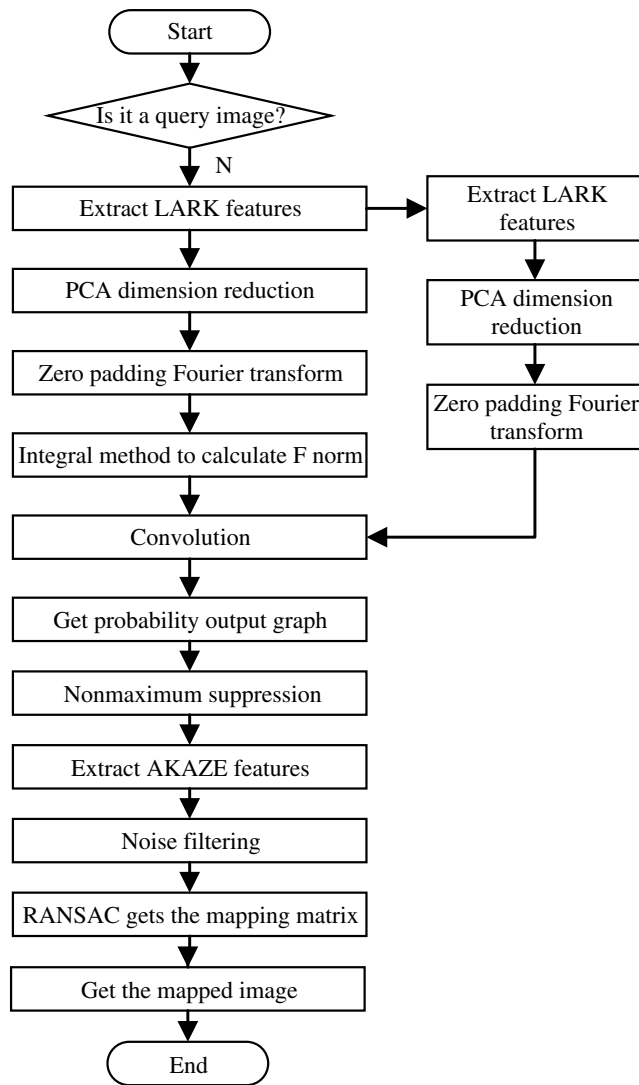 Start
Is it a query image?
N
Extract LARK features
Extract LARK
features
PCA dimension reduction
PCA dimension
reduction
Zero padding Fourier transform
Zero padding Fourier
transform
Integral method to calculate F norm
Convolution
Get probability output graph
Nonmaximum suppression
Extract AKAZE features
Noise filtering
RANSAC gets the mapping matrix
Get the mapped image
End